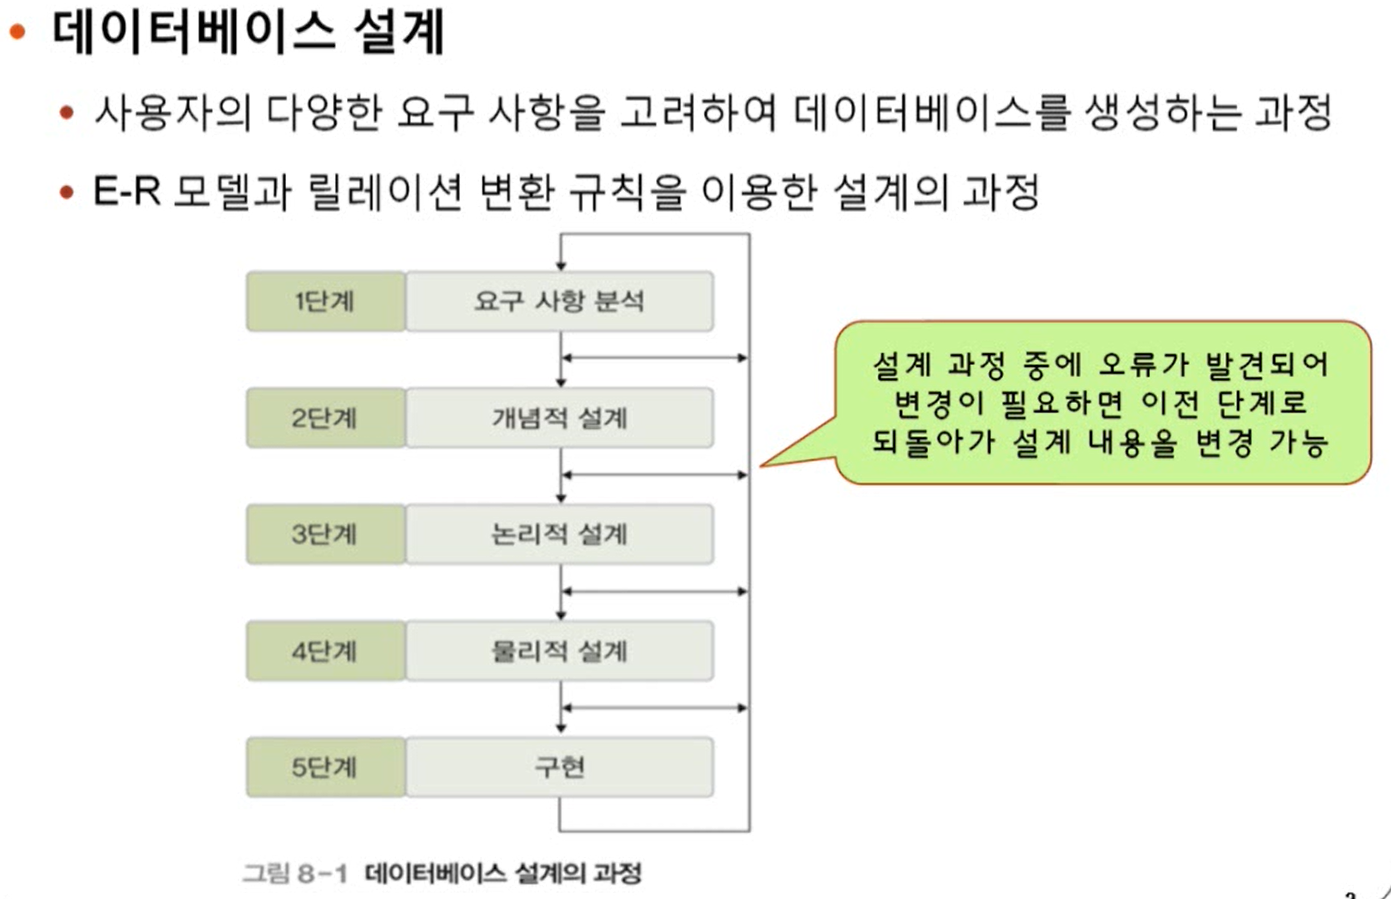 데이터베이스 설계
사용자의 다양한 요구 사항을 고려하여 데이터베이스를 생성하는 과정
E-R 모델과 릴레이션 변환 규칙을 이용한 설계의 과정
1단계 요구 사항 분석
2단계 개념적 설계
3단계 논리적 설계
4단계 물리적 설계
5단계 구현
설계 과정 중에 오류가 발견되어
변경이 필요하면 이전 단계로
되돌아가 설계 내용을 변경 가능
그림 8-1 데이터베이스 설계의 과정